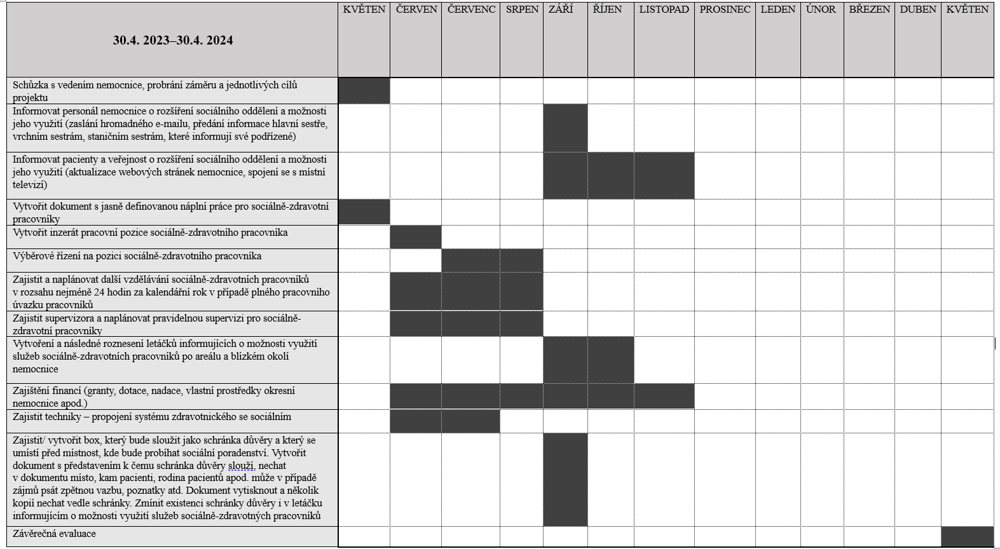 KVĚTEN ČERVEN ČERVENC SRPEN ZÁŘÍ ŘÍJEN LISTOPAD PROSINEC LEDEN ÚNOR BŘEZEN DUBEN KVĚTEN
30.4. 2023–30.4. 2024
Schůzka s vedením nemocnice, probrání záměru a jednotlivých cílů
projektu
Informovat personál nemocnice o rozšíření sociálního oddělení a možnosti
jeho využití (zaslání hromadného e-mailu, předání informace hlavní sestře,
vrchním sestrám, staničním sestrám, které informují své podřízené)
Informovat pacienty a veřejnost o rozšíření sociálního oddělení a možnosti
jeho využití (aktualizace webových stránek nemocnice, spojení se s místní
televizí)
Vytvořit dokument s jasně definovanou náplní práce pro sociálně-zdravotní
pracovníky
Vytvořit inzerát pracovní pozice sociálně-zdravotního pracovníka
Výběrové řízení na pozici sociálně-zdravotního pracovníka
Zajistit a naplánovat další vzdělávání sociálně-zdravotních pracovníků
v rozsahu nejméně 24 hodin za kalendářní rok v případě plného pracovního
úvazku pracovníků
Zajistit supervizora a naplánovat pravidelnou supervizi pro sociálně-
zdravotní pracovníky
Vytvoření a následné roznesení letáčků informujících o možnosti využití
služeb sociálně-zdravotních pracovníků po areálu a blízkém okolí
nemocnice
Zajištění financí (granty, dotace, nadace, vlastní prostředky okresní
nemocnice apod.)
Zajistit techniky – propojení systému zdravotnického se sociálním
Zajistit/ vytvořit box, který bude sloužit jako schránka důvěry a který se
umístí před místnost, kde bude probíhat sociální poradenství. Vytvořit
dokument s představením k čemu schránka důvěry slouží, nechat
v dokumentu místo, kam pacienti, rodina pacientů apod. může v případě
zájmů psát zpětnou vazbu, poznatky atd. Dokument vytisknout a několik
kopií nechat vedle schránky. Zmínit existenci schránky důvěry i v letáčku
informujícím o možnosti využití služeb sociálně-zdravotných pracovníků
Závěrečná evaluace